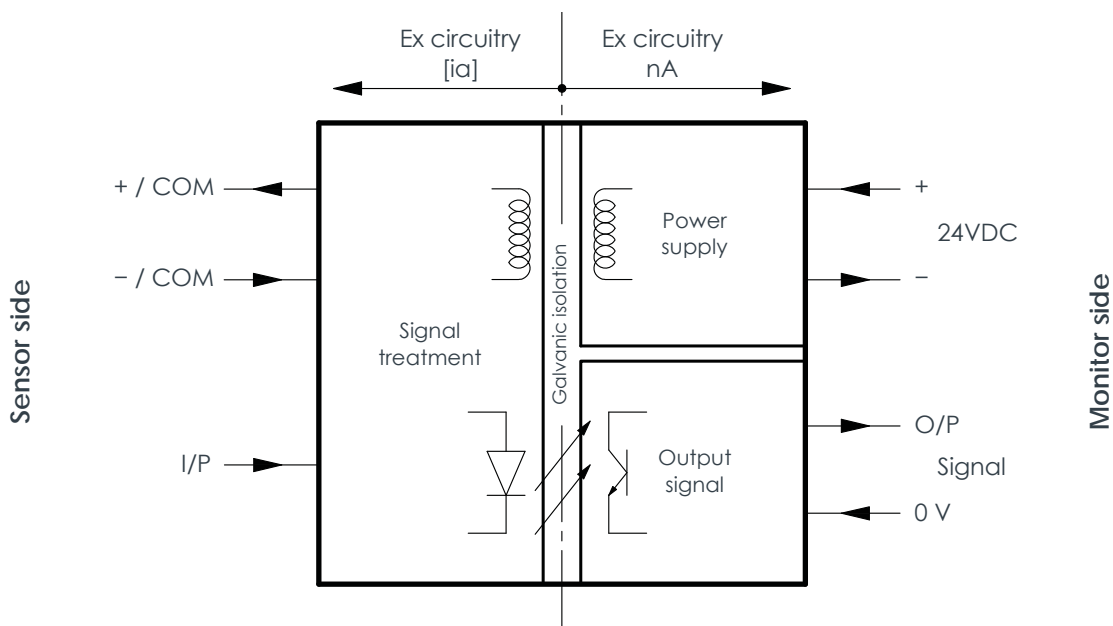 Ex circuitry
[ia]
Ex circuitry
nA
+ / COM
− / COM
I/P
Sensor side
Signal
treatment
Galvanic isolation
Power
supply
Output
signal
+
24VDC
−
O/P
Signal
0 V
Monitor side